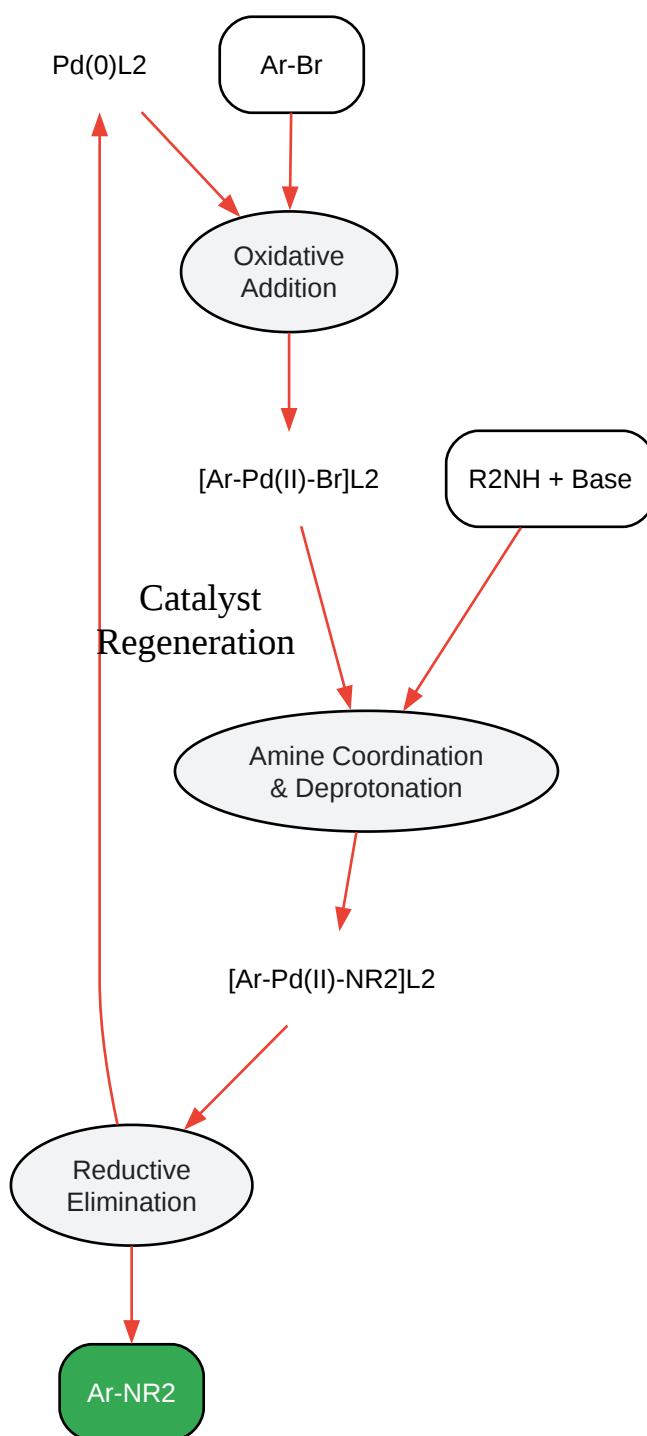 Pd(0)L2
Ar-Br
Oxidative
Addition
[Ar-Pd(II)-Br]L2
R2NH + Base
Catalyst
Regeneration
Amine Coordination
& Deprotonation
[Ar-Pd(II)-NR2]L2
Reductive
Elimination
Ar-NR2